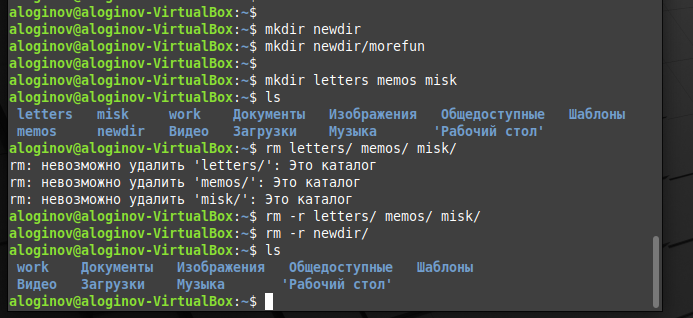 aloginov@aloginov-VirtualBox:~$
aloginov@aloginov-VirtualBox:~$ mkdir newdir
aloginov@aloginov-VirtualBox:~$ mkdir newdir/morefun
aloginov@aloginov-VirtualBox:~$
aloginov@aloginov-VirtualBox:~$ mkdir letters memos misk
aloginov@aloginov-VirtualBox:~$ ls
letters misk work Документы Изображения Общедоступные Шаблоны
memos newdir Видео Загрузки Музыка 'Рабочий стол'
aloginov@aloginov-VirtualBox:~$ rm letters/ memos/ misk/
rm: невозможно удалить 'letters/': Это каталог
rm: невозможно удалить 'memos/': Это каталог
rm: невозможно удалить 'misk/': Это каталог
aloginov@aloginov-VirtualBox:~$ rm -r letters/ memos/ misk/
aloginov@aloginov-VirtualBox:~$ rm -r newdir/
aloginov@aloginov-VirtualBox:~$ ls
work Документы Изображения Общедоступные Шаблоны
Видео Загрузки Музыка 'Рабочий стол'
aloginov@aloginov-VirtualBox:~$